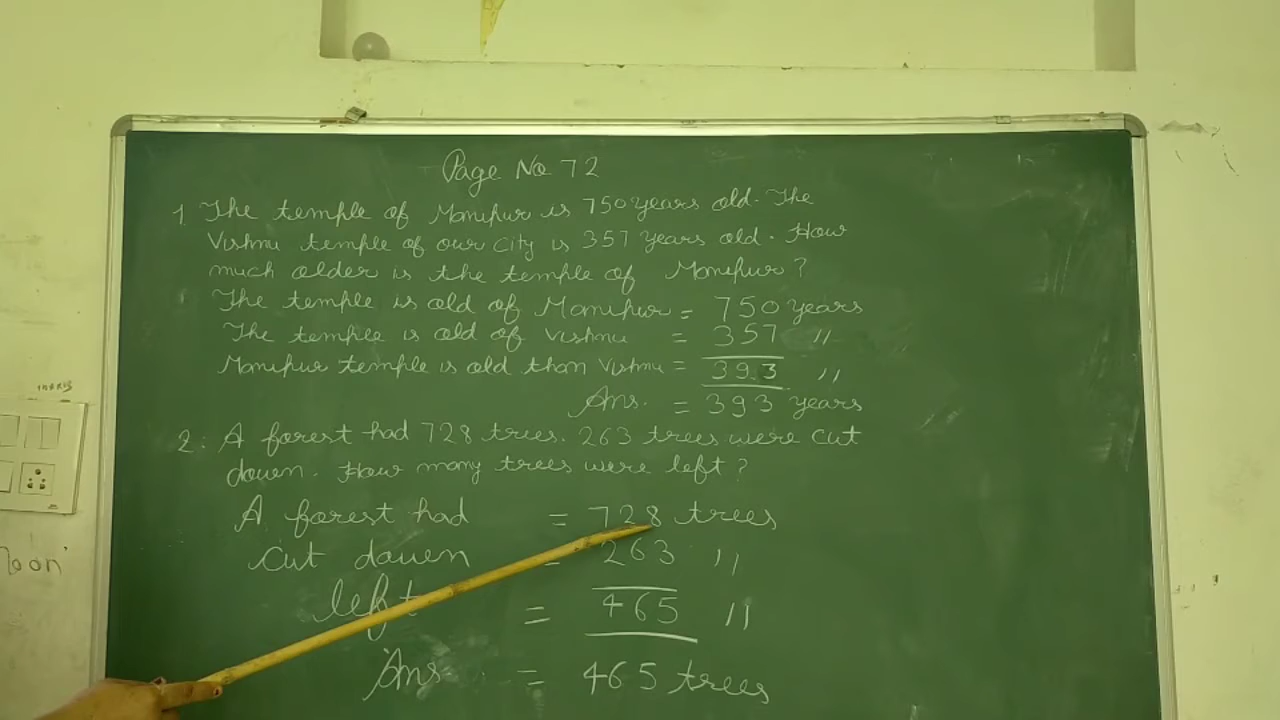 Page No 72
1. The temple of Manipur is 750 years old. The
Vishnu temple of our city is 357 years old. How
much older is the temple of Manipur?
The temple is old of Manipur = 750 years
The temple is old of Vishnu = 357 "
Manipur temple is old than Vishnu = 393 "
Ans. = 393 years
2. A forest had 728 trees. 263 trees were cut
down. How many trees were left?
A forest had = 728 trees
cut down = 263 "
left = 465 "
Ans = 465 trees